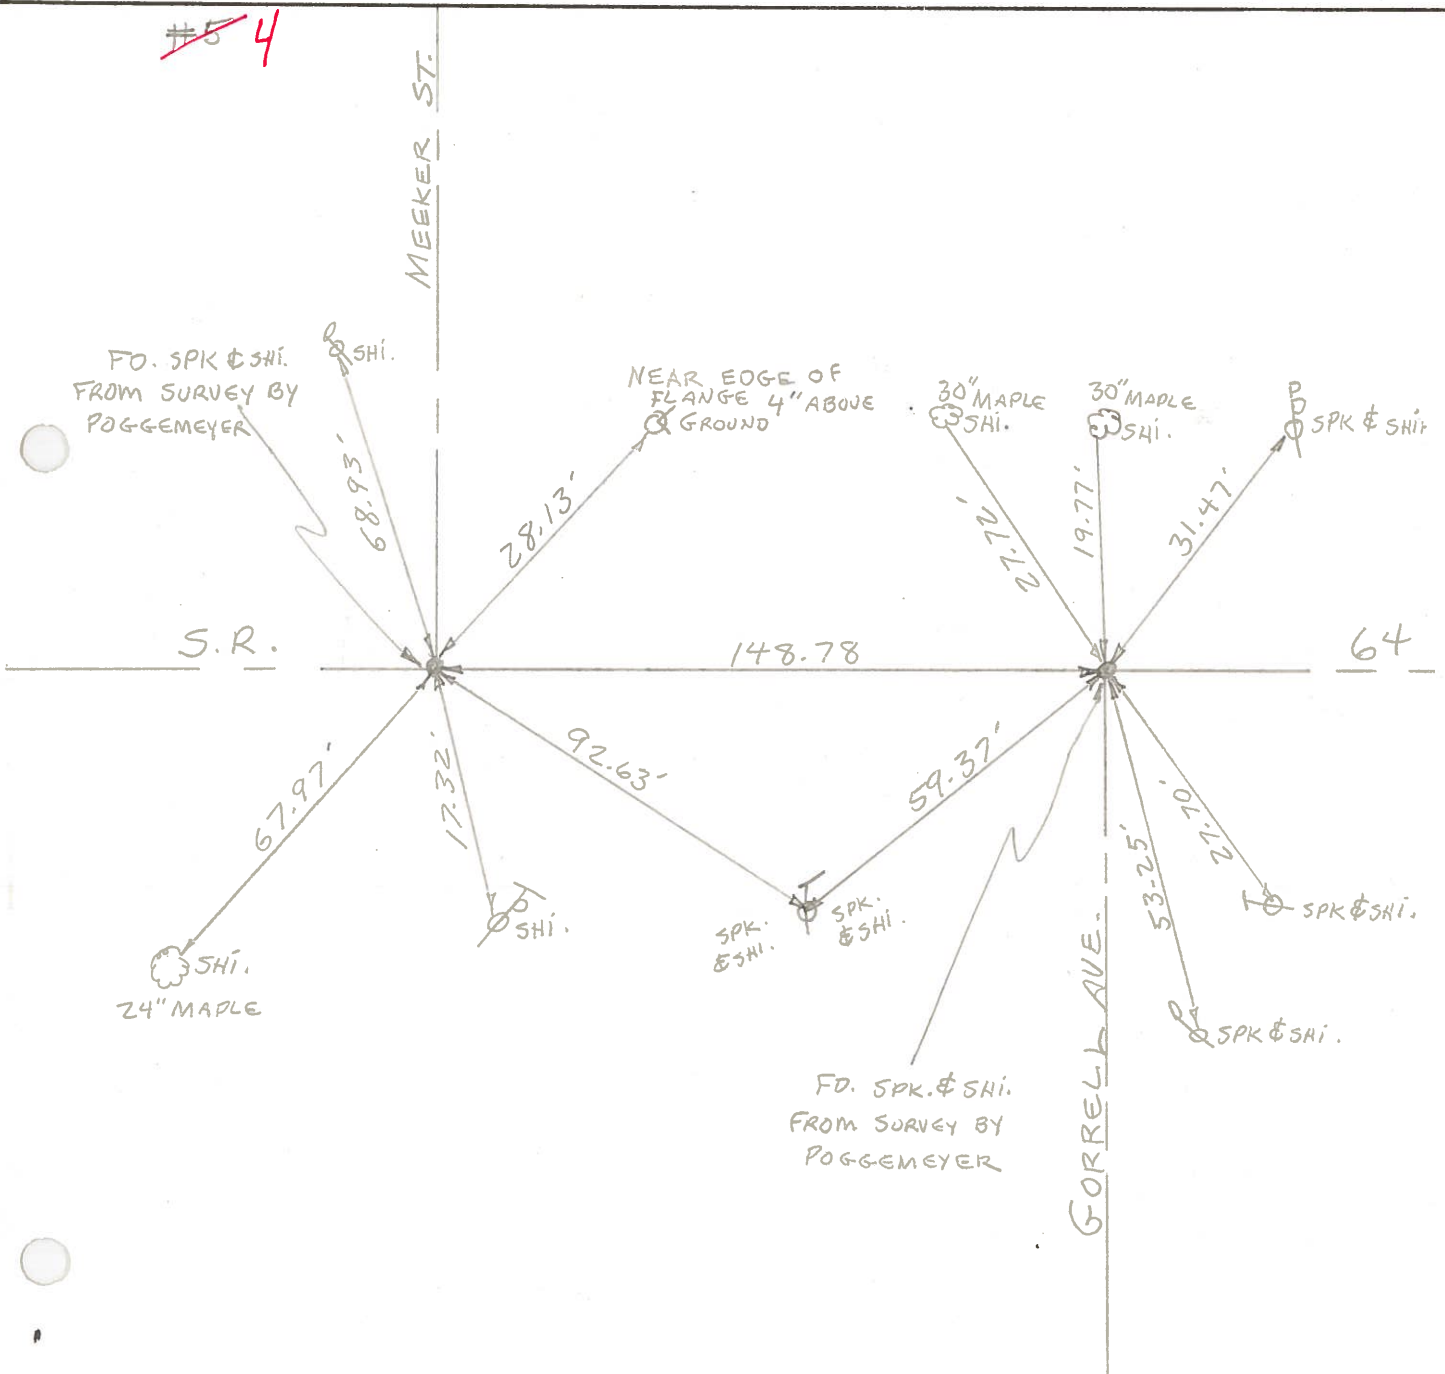 #5 4
MEEKER ST.
FD. SPK & SHI.
FROM SURVEY BY
POGGEMEYER
P
SHI.
68.93'
NEAR EDGE OF
FLANGE 4" ABOVE
GROUND
28.13'
30" MAPLE
SHI.
27.72'
30" MAPLE
SHI.
19.77'
P
P
SPK & SHI
31.47'
S.R.
148.78
64
67.97'
17.32'
92.63'
59.37'
27.70'
53.25'
SHI.
24" MAPLE
T
P
SHI.
SPK.
& SHI.
T
SPK.
& SHI.
T
SPK & SHI.
P
SPK & SHI.
GORRELL AVE.
FD. SPK. & SHI.
FROM SURVEY BY
POGGEMEYER